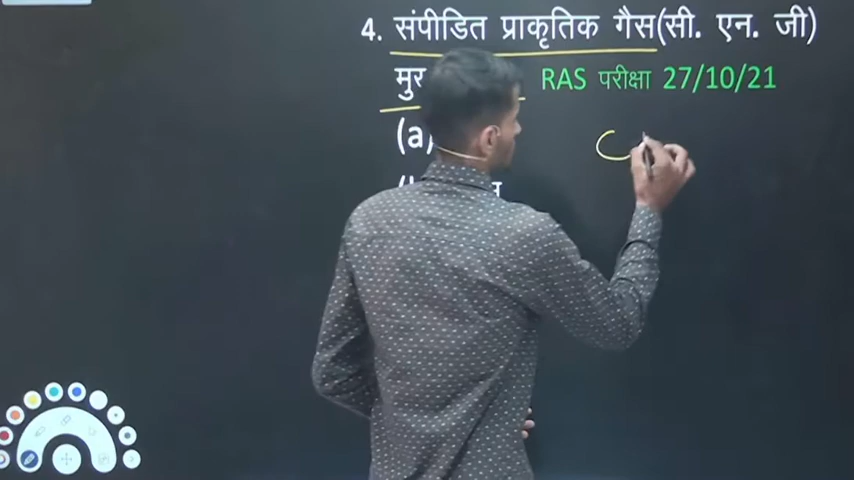 4. संपीडित प्राकृतिक गैस(सी. एन. जी)
RAS परीक्षा 27/10/21
(a)
C